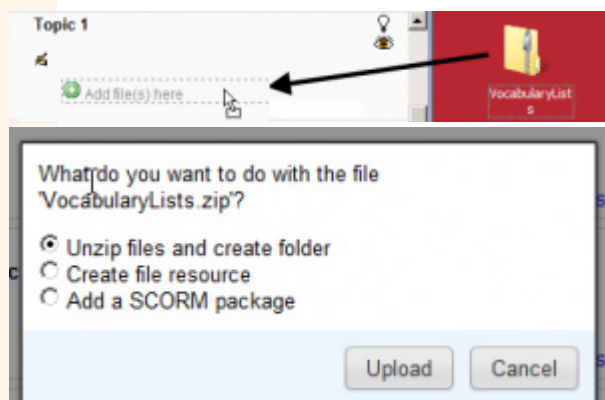 Topic 1
Add file(s) here
VocabularyList
s
What do you want to do with the file
'VocabularyLists.zip'?
Unzip files and create folder
Create file resource
Add a SCORM package
Upload
Cancel